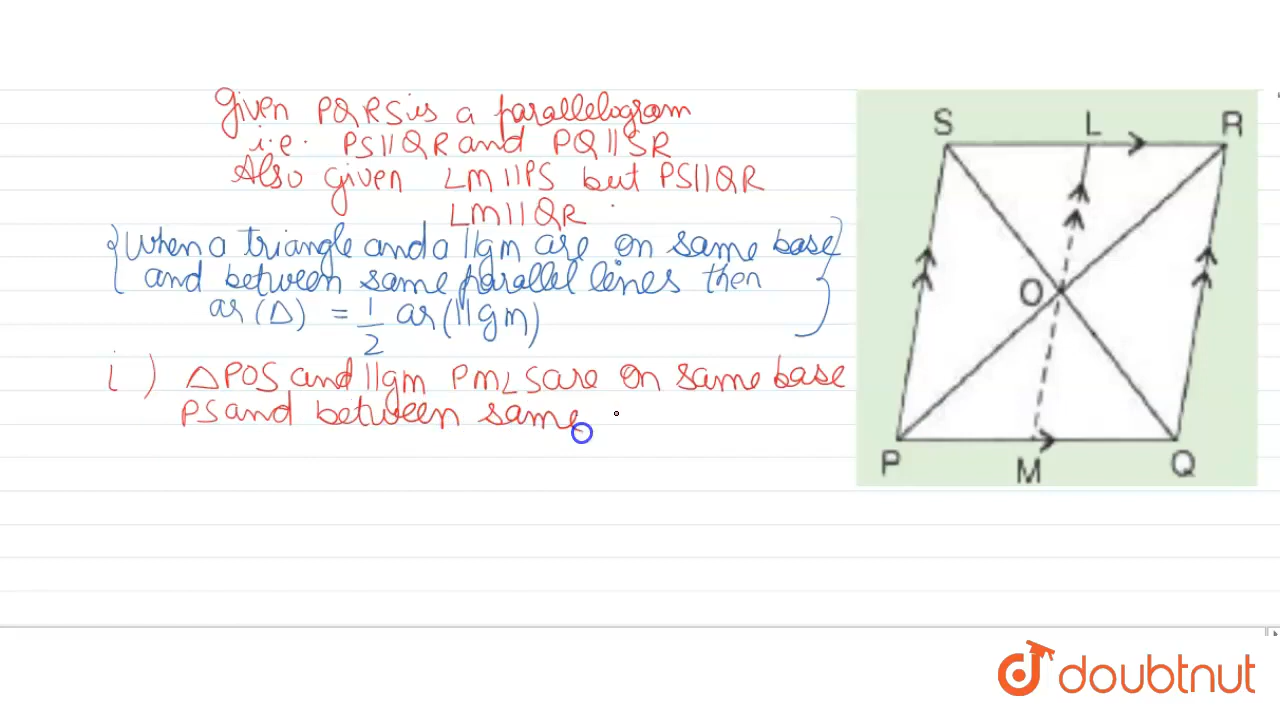 Given PQRS is a parallelogram
i.e. PS||QR and PQ||SR
Also given LM||PS but PS||QR
LM||QR
{When a triangle and a ||gm are on same base
and between same parallel lines then
ar(Δ) = 1/2 ar(||gm)}
i) ΔPOS and ||gm PMLS are on same base
PS and between same
S L R
O
P M Q
doubtnut